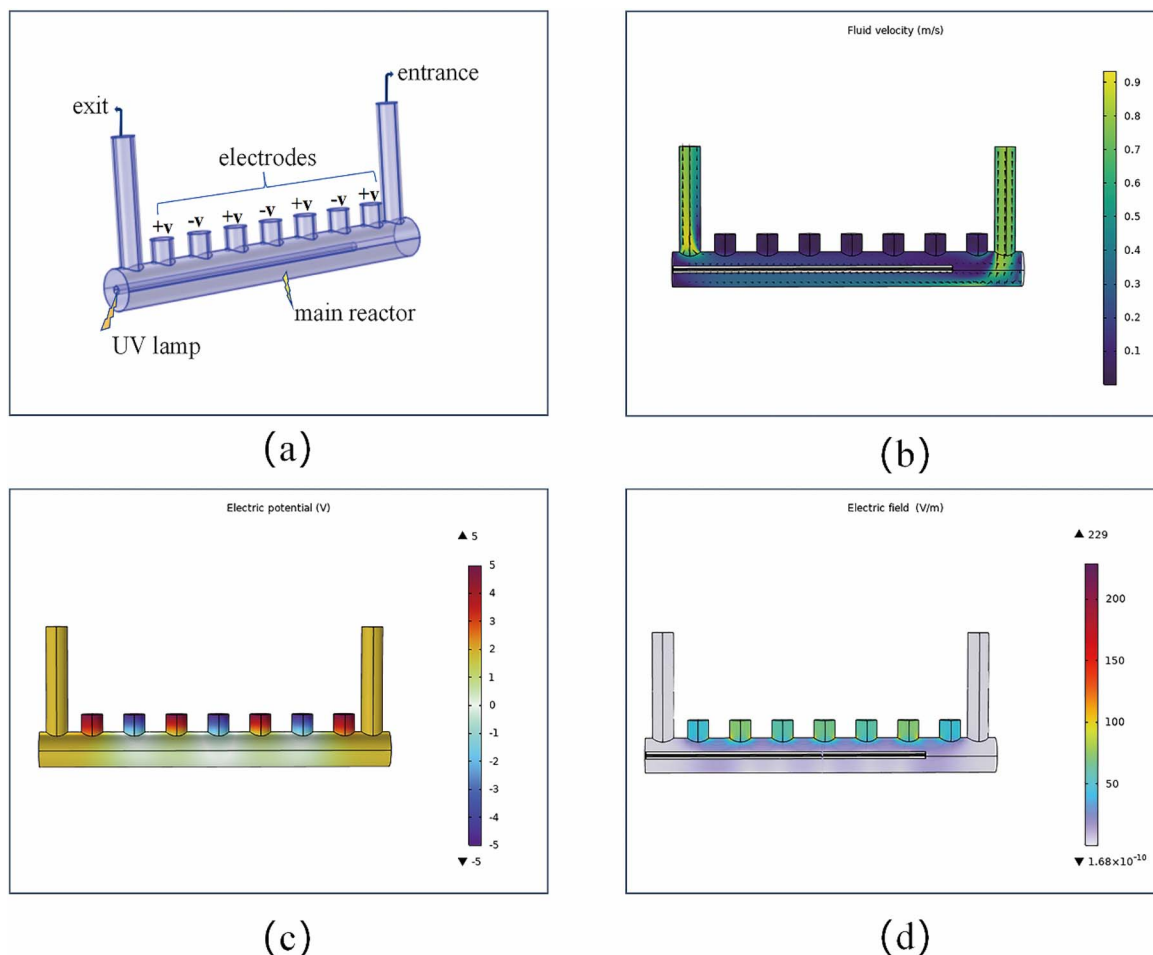 entrance
exit
electrodes
+v -v +v -v +v -v +v
main reactor
UV lamp
(a)
Fluid velocity (m/s)
0.9
0.8
0.7
0.6
0.5
0.4
0.3
0.2
0.1
(b)
Electric potential (V)
▲ 5
5
4
3
2
1
0
-1
-2
-3
-4
-5
▼ -5
(c)
Electric field (V/m)
▲ 229
200
150
100
50
▼ 1.68×10⁻¹⁰
(d)